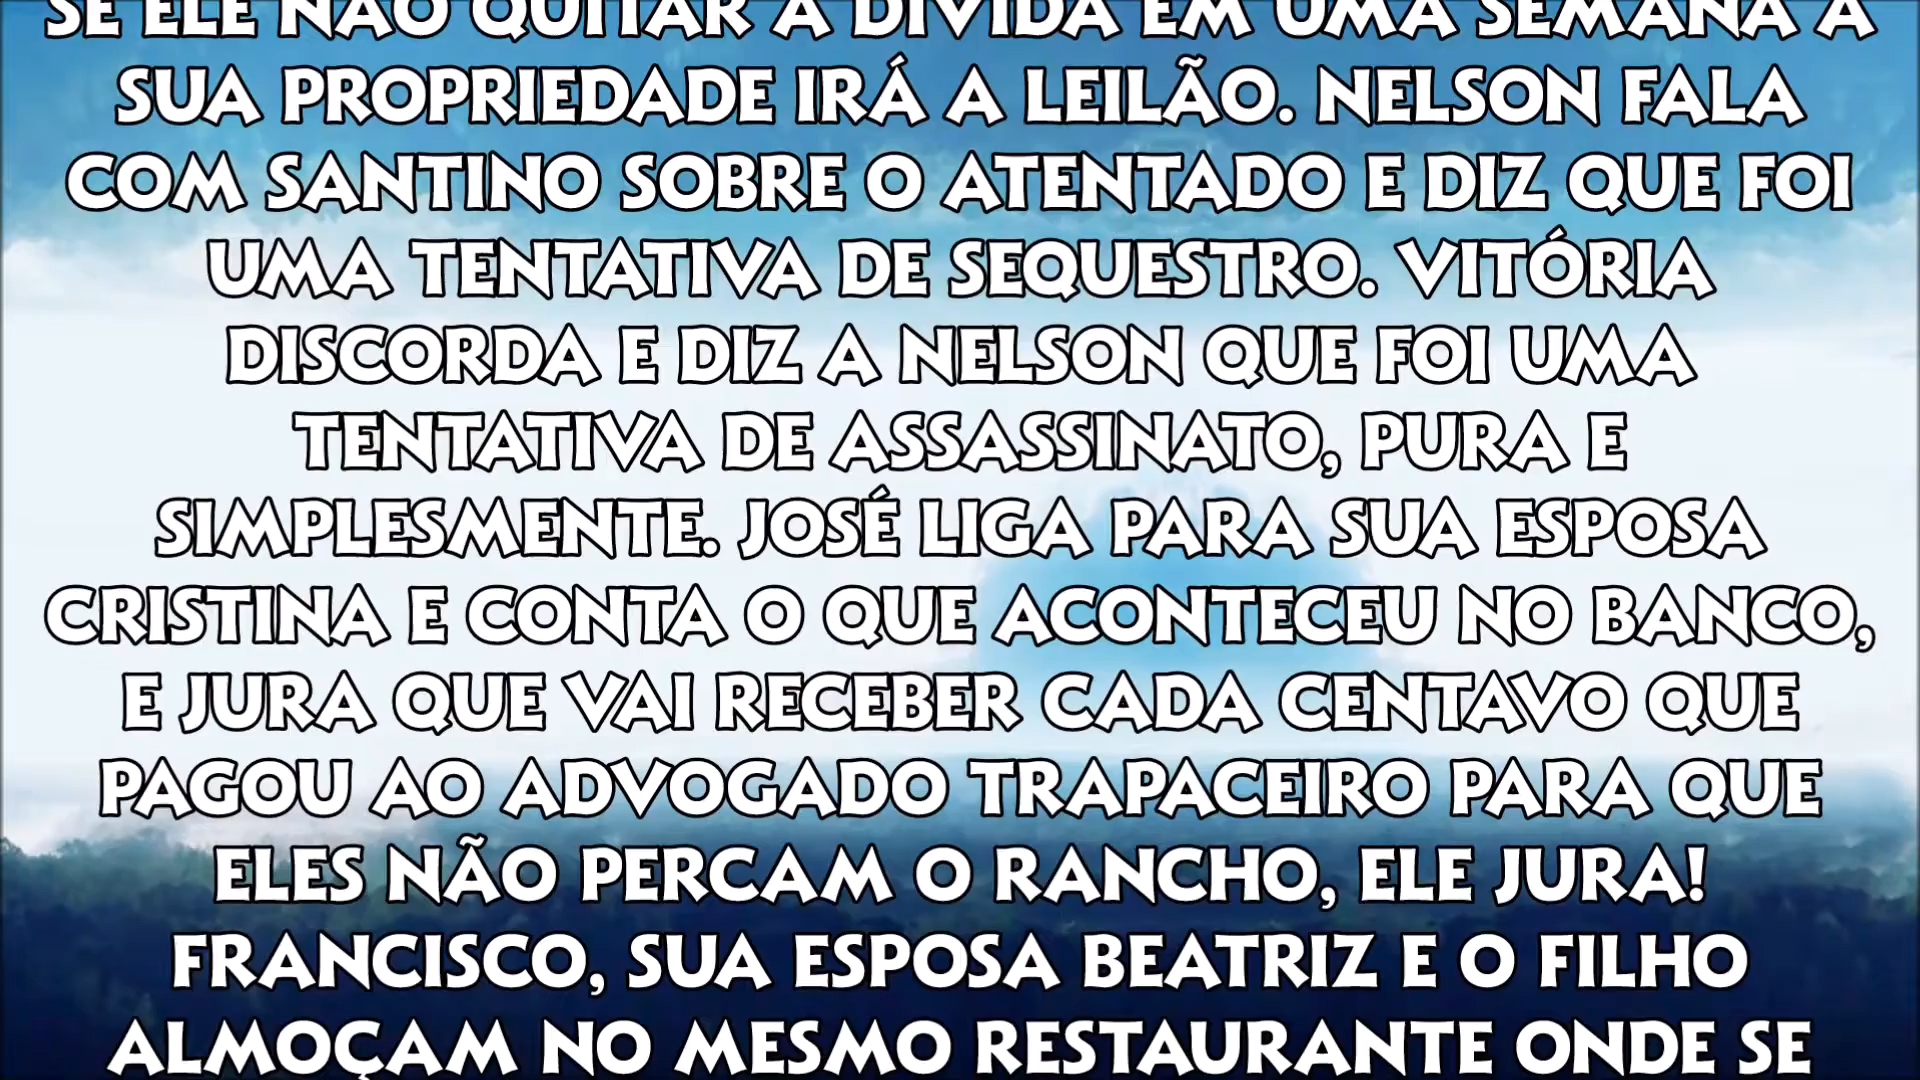 SE ELE NÃO QUITAR A DÍVIDA EM UMA SEMANA A
SUA PROPRIEDADE IRÁ A LEILÃO. NELSON FALA
COM SANTINO SOBRE O ATENTADO E DIZ QUE FOI
UMA TENTATIVA DE SEQUESTRO. VITÓRIA
DISCORDA E DIZ A NELSON QUE FOI UMA
TENTATIVA DE ASSASSINATO, PURA E
SIMPLESMENTE. JOSÉ LIGA PARA SUA ESPOSA
CRISTINA E CONTA O QUE ACONTECEU NO BANCO,
E JURA QUE VAI RECEBER CADA CENTAVO QUE
PAGOU AO ADVOGADO TRAPACEIRO PARA QUE
ELES NÃO PERCAM O RANCHO, ELE JURA!
FRANCISCO, SUA ESPOSA BEATRIZ E O FILHO
ALMOÇAM NO MESMO RESTAURANTE ONDE SE